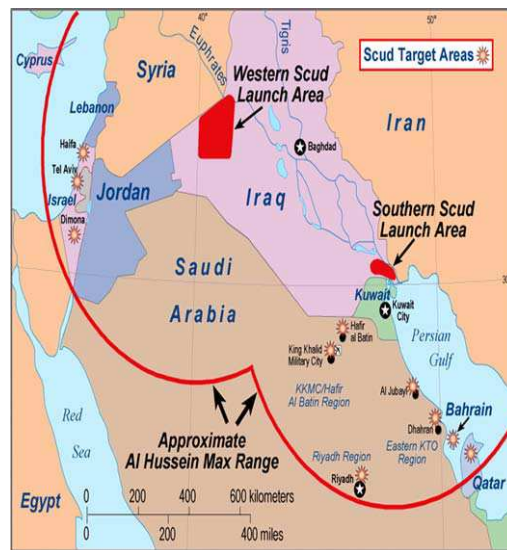 40°
50°
Scud Target Areas
Cyprus
Syria
Euphrates
Tigris
Western Scud
Launch Area
Iran
Lebanon
Haifa
Tel Aviv
Israel
Dimona
Jordan
Baghdad
Iraq
Southern Scud
Launch Area
Saudi
Arabia
30
Kuwait
Kuwait
City
Hafir
al Batin
King Khalid
Military City
Persian
Gulf
KKMC/Hafir
Al Batin Region
Al Jubayl
Dhahran
Bahrain
Eastern KTO
Region
Red
Sea
Approximate
Al Hussein Max Range
Riyadh Region
Riyadh
Qatar
Egypt
0 200 400 600 kilometers
0 200 400 miles